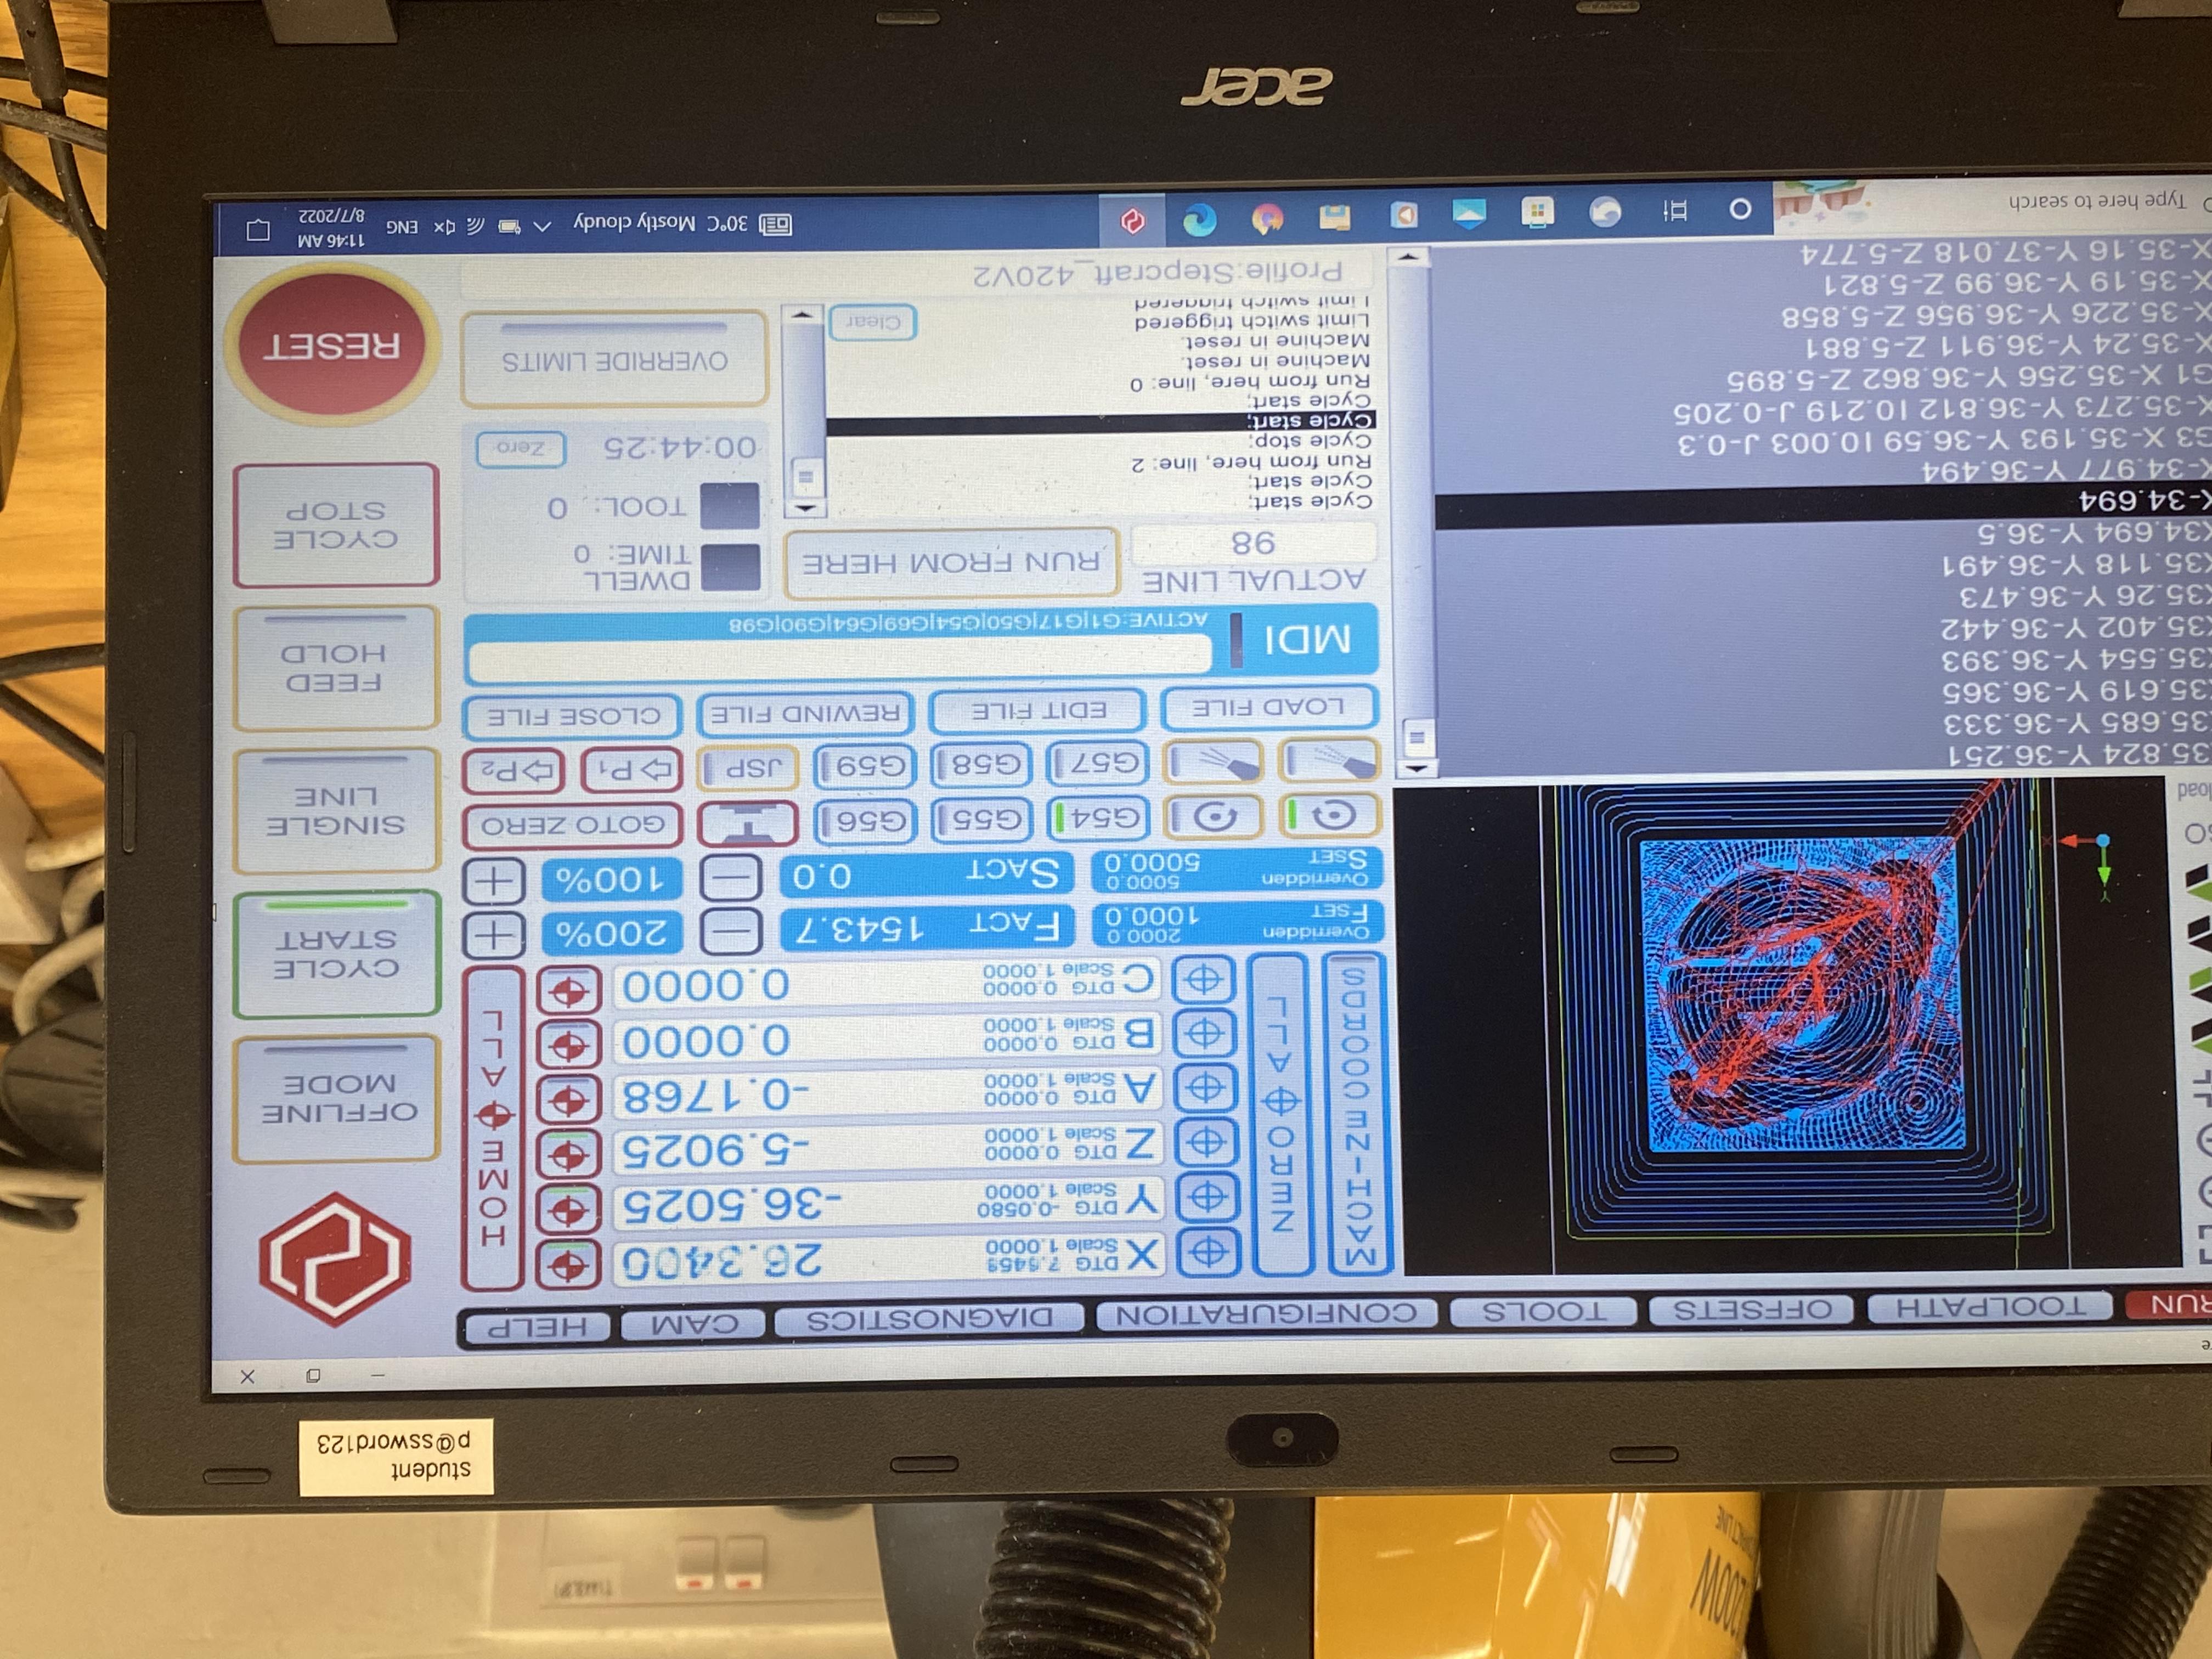 200W
student
p@ssword123
RUN
TOOLPATH
OFFSETS
TOOLS
CONFIGURATION
DIAGNOSTICS
CAM
HELP
MACHINE COORDS
ZERO ALL
X DTG
Scale 1.0000
26.3400
Y DTG -0.0580
Scale 1.0000
-36.5025
Z DTG 0.0000
Scale 1.0000
-5.9025
A DTG 0.0000
Scale 1.0000
-0.1768
B DTG 0.0000
Scale 1.0000
0.0000
C DTG 0.0000
Scale 1.0000
0.0000
HOME ALL
OFFLINE
MODE
CYCLE
START
SINGLE
LINE
FEED
HOLD
CYCLE
STOP
RESET
Overridden 2000.0
FSET 1000.0
FACT 1543.7
200%
Overridden 5000.0
SSET 5000.0
SACT 0.0
100%
G54
G55
G56
GOTO ZERO
G57
G58
G59
JSP
P1
P2
LOAD FILE
EDIT FILE
REWIND FILE
CLOSE FILE
MDI
ACTIVE:G1|G17|G50|G54|G69|G64|G90|G98
ACTUAL LINE
98
RUN FROM HERE
DWELL
TIME: 0
TOOL: 0
00:44:25
Zero
OVERRIDE LIMITS
Cycle start;
Cycle start;
Run from here, line: 2
Cycle stop;
Cycle start;
Cycle start;
Run from here, line: 0
Machine in reset.
Machine in reset.
Limit switch triggered
Limit switch triggered
Clear
Profile:Stepcraft_420V2
Y
35.824 Y-36.251
35.685 Y-36.333
35.619 Y-36.365
X35.554 Y-36.393
X35.402 Y-36.442
X35.26 Y-36.473
X35.118 Y-36.491
X34.694 Y-36.5
X-34.694
X-34.977 Y-36.494
G3 X-35.193 Y-36.59 I0.003 J-0.3
X-35.273 Y-36.812 I0.219 J-0.205
G1 X-35.256 Y-36.862 Z-5.895
X-35.24 Y-36.911 Z-5.881
X-35.226 Y-36.956 Z-5.858
X-35.19 Y-36.99 Z-5.821
X-35.16 Y-37.018 Z-5.774
Type here to search
30°C Mostly cloudy
ENG
11:46 AM
8/7/2022
acer